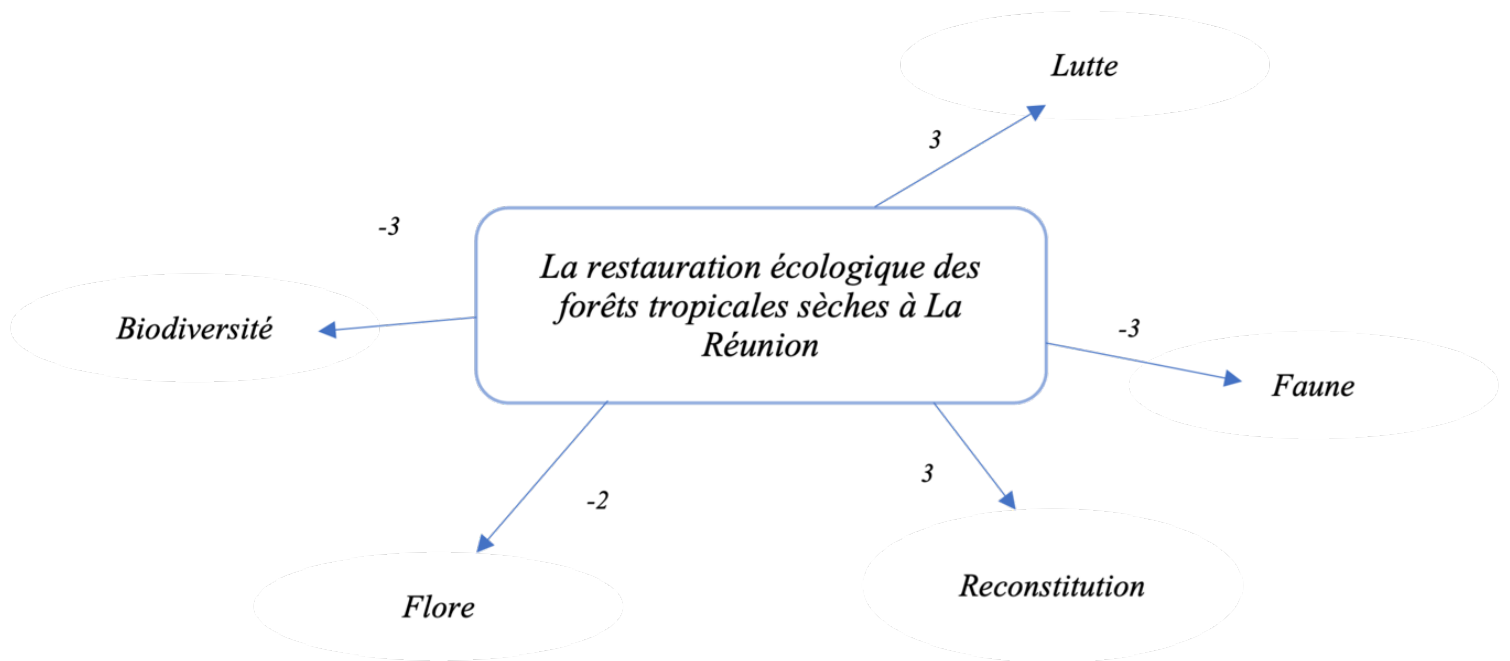 Lutte
3
-3
La restauration écologique des
forêts tropicales sèches à La
Réunion
Biodiversité
-3
Faune
3
-2
Reconstitution
Flore